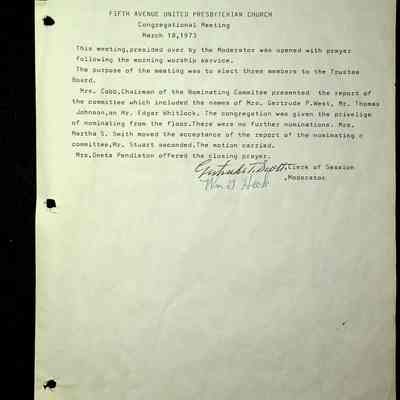 FIFTH AVENUE UNITED PRESBYTERIAN CHURCH
Congregational Meeting
March 18,1973
This meeting,presided over by the Moderator was opened with prayer
following the morning worship service.
The purpose of the meeting was to elect three members to the Trustee
Board.
Mrs. Cobb,Chairman of the Nominating Commitee presented the report of
the committee which included the names of Mrs. Gertrude P.West, Mr. Thomas
Johnson,an Mr. Edgar Whitlock. The congregation was given the privelige
of nominating from the floor.There were no further nominations. Mrs.
Martha S. Smith moved the acceptance of the report of the nominating c
committee,Mr. Stuart seconded.The motion carried.
Mrs.Oneta Pendleton offered the closing prayer.
Gertrude P. ,Clerk of Session
Wm G Hook ,Moderator